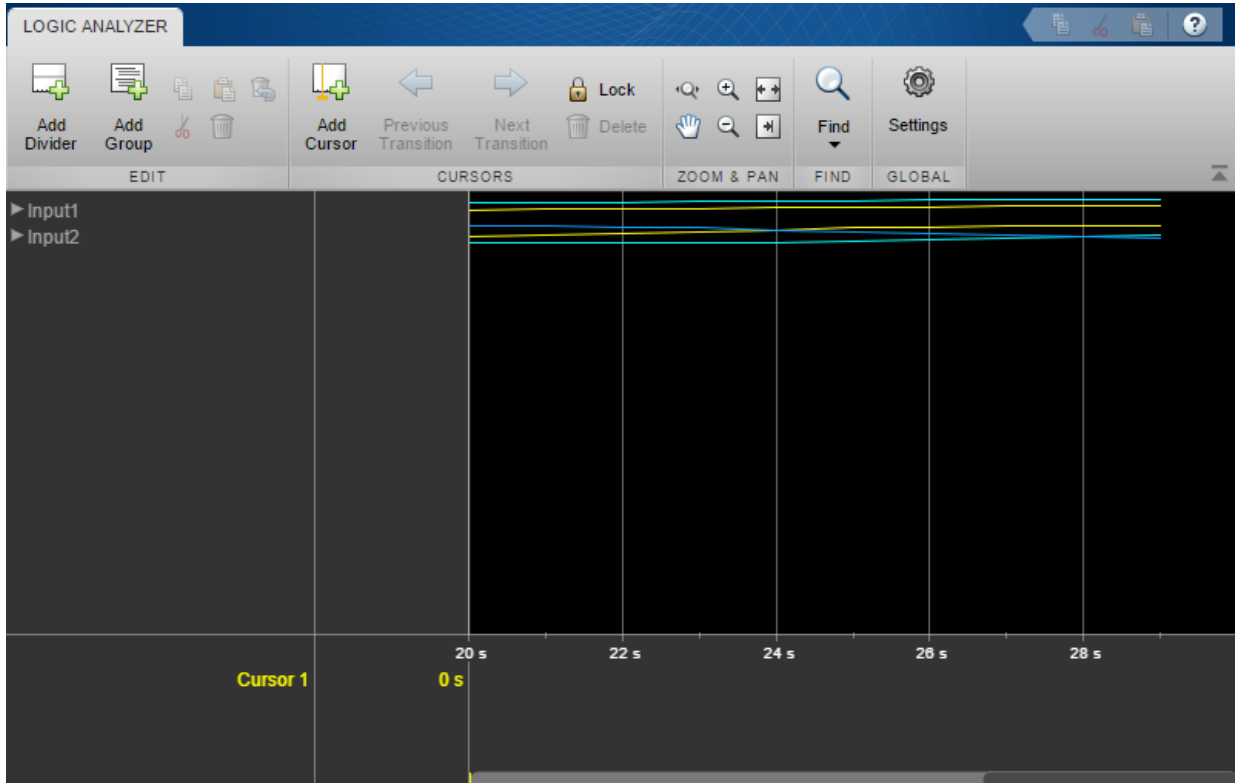 LOGIC ANALYZER
Add Divider
Add Group
Add Cursor
Previous Transition
Next Transition
Lock
Delete
Find
Settings
EDIT
CURSORS
ZOOM & PAN
FIND
GLOBAL
Input1
Input2
20 s 22 s 24 s 26 s 28 s
Cursor 1 0 s